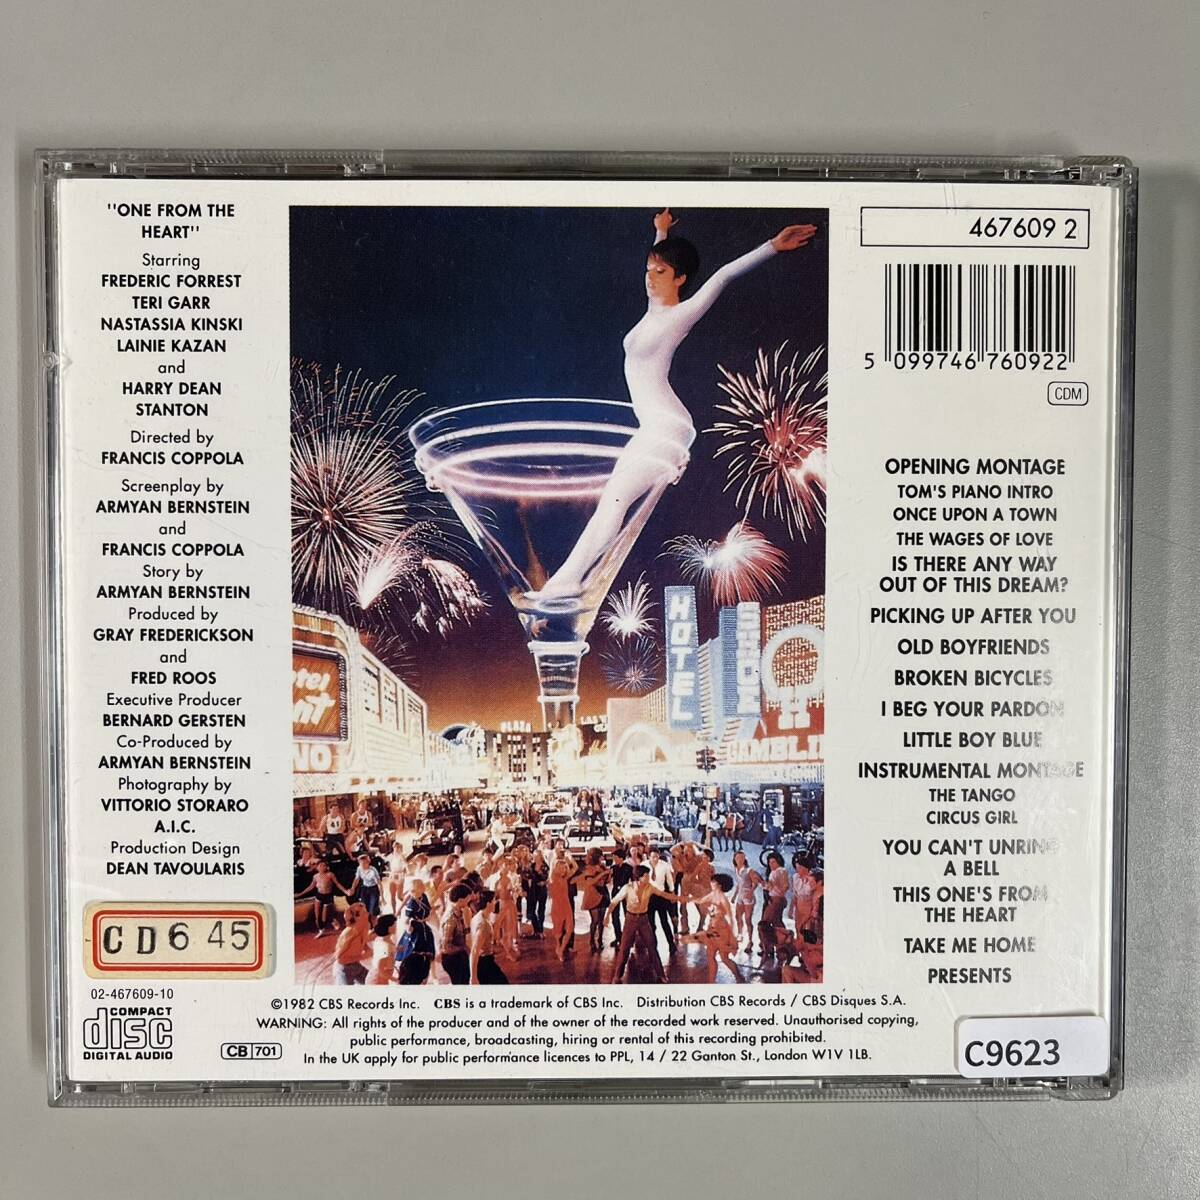 "ONE FROM THE
HEART"
Starring
FREDERIC FORREST
TERI GARR
NASTASSIA KINSKI
LAINIE KAZAN
and
HARRY DEAN
STANTON
Directed by
FRANCIS COPPOLA
Screenplay by
ARMYAN BERNSTEIN
and
FRANCIS COPPOLA
Story by
ARMYAN BERNSTEIN
Produced by
GRAY FREDERICKSON
and
FRED ROOS
Executive Producer
BERNARD GERSTEN
Co-Produced by
ARMYAN BERNSTEIN
Photography by
VITTORIO STORARO
A.I.C.
Production Design
DEAN TAVOULARIS
CD645
02-467609-10
COMPACT
disc
DIGITAL AUDIO
HOTEL
SHOE
PLAZA
LAS V
H
GAMBLI
NO
467609 2
5 099746 760922
CDM
OPENING MONTAGE
TOM'S PIANO INTRO
ONCE UPON A TOWN
THE WAGES OF LOVE
IS THERE ANY WAY
OUT OF THIS DREAM?
PICKING UP AFTER YOU
OLD BOYFRIENDS
BROKEN BICYCLES
I BEG YOUR PARDON
LITTLE BOY BLUE
INSTRUMENTAL MONTAGE
THE TANGO
CIRCUS GIRL
YOU CAN'T UNRING
A BELL
THIS ONE'S FROM
THE HEART
TAKE ME HOME
PRESENTS
©1982 CBS Records Inc. CBS is a trademark of CBS Inc. Distribution CBS Records / CBS Disques S.A.
WARNING: All rights of the producer and of the owner of the recorded work reserved. Unauthorised copying,
public performance, broadcasting, hiring or rental of this recording prohibited.
In the UK apply for public performance licences to PPL, 14 / 22 Ganton St., London W1V 1LB.
CB 701
C9623